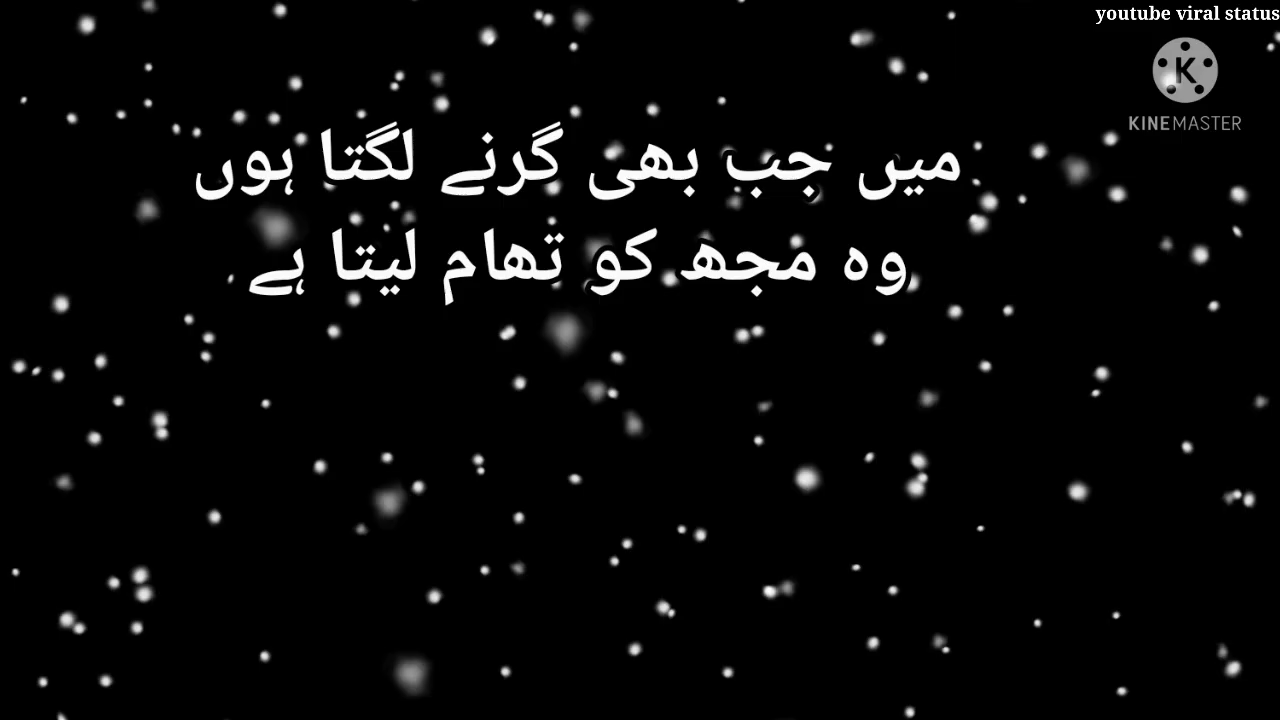 youtube viral status
K
KINEMASTER
میں جب بھی گرنے لگتا ہوں
وہ مجھ کو تھام لیتا ہے